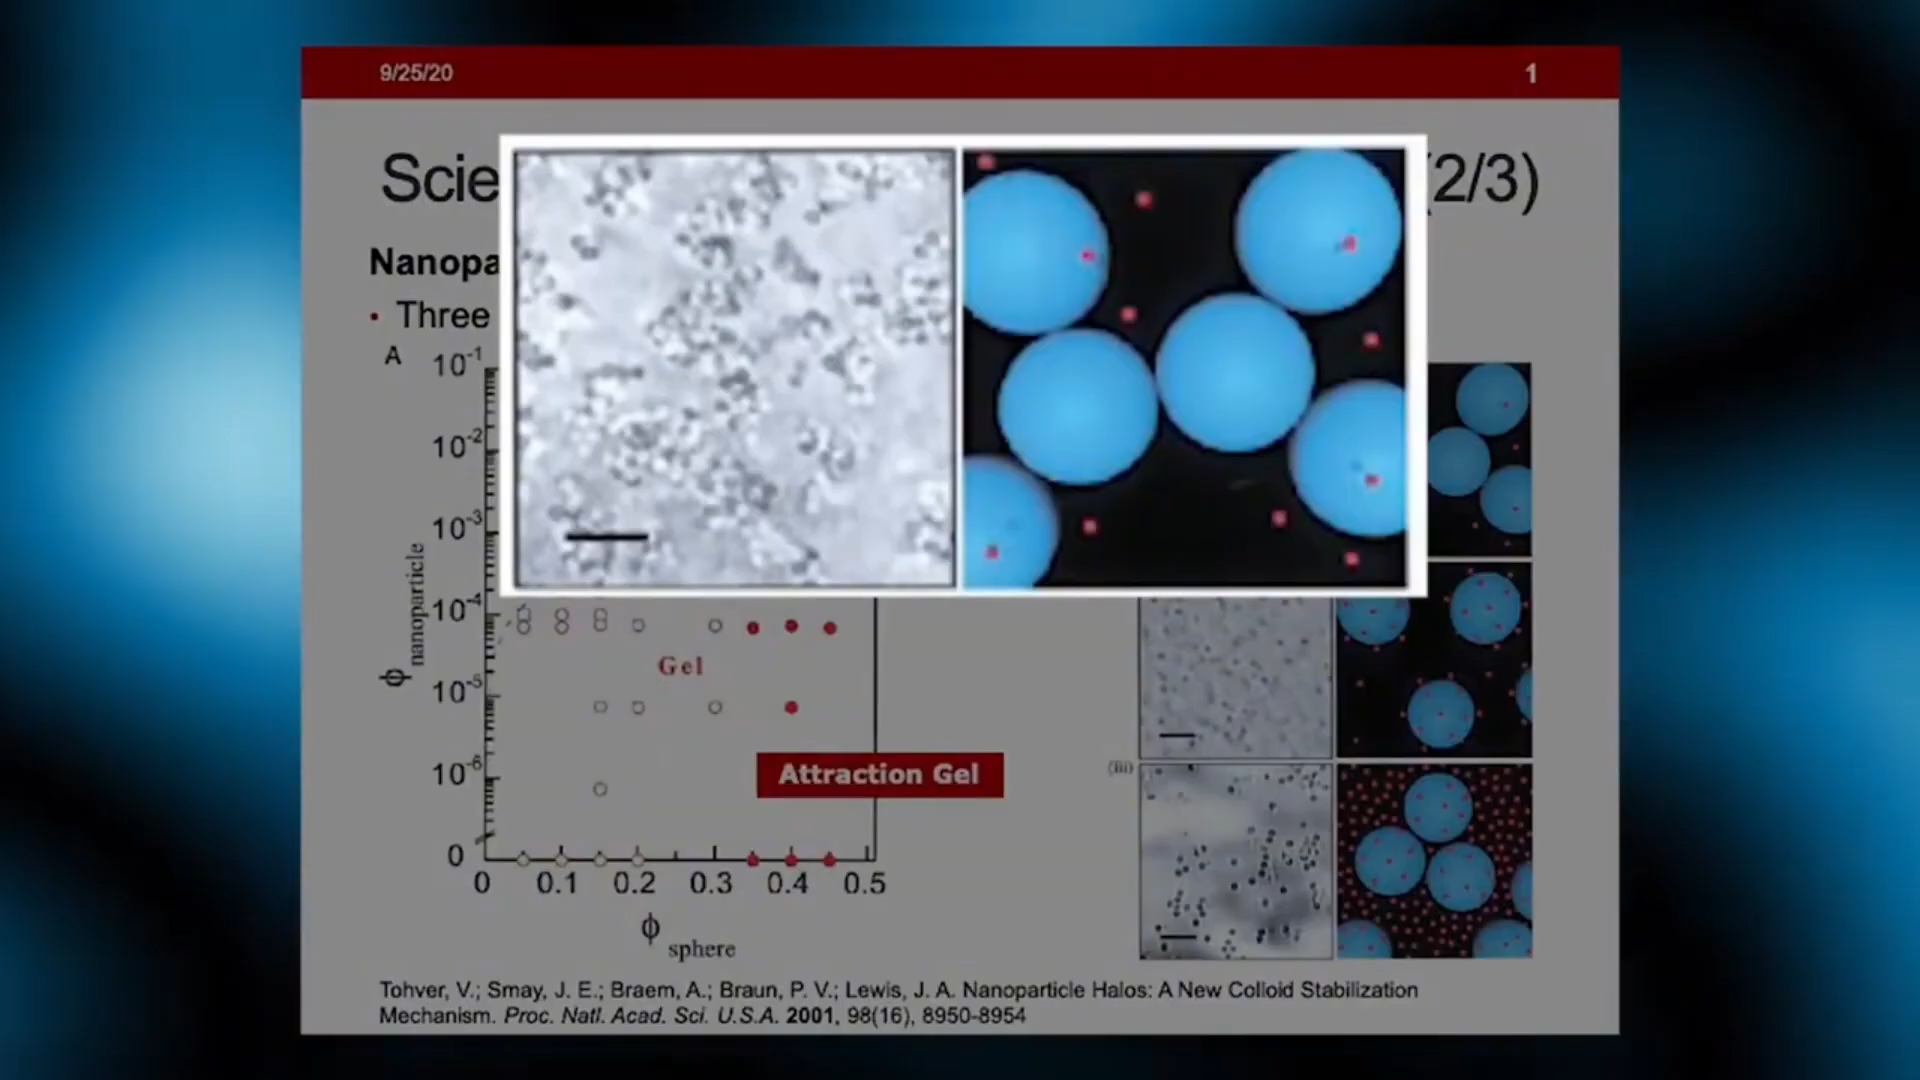 9/25/20
1
Scie
(2/3)
Nanopa
• Three
A
10-1
10-2
10-3
10-4
10-5
10-6
0
ϕ nanoparticle
Gel
Attraction Gel
0 0.1 0.2 0.3 0.4 0.5
ϕ sphere
(iii)
Tohver, V.; Smay, J. E.; Braem, A.; Braun, P. V.; Lewis, J. A. Nanoparticle Halos: A New Colloid Stabilization
Mechanism. Proc. Natl. Acad. Sci. U.S.A. 2001, 98(16), 8950-8954